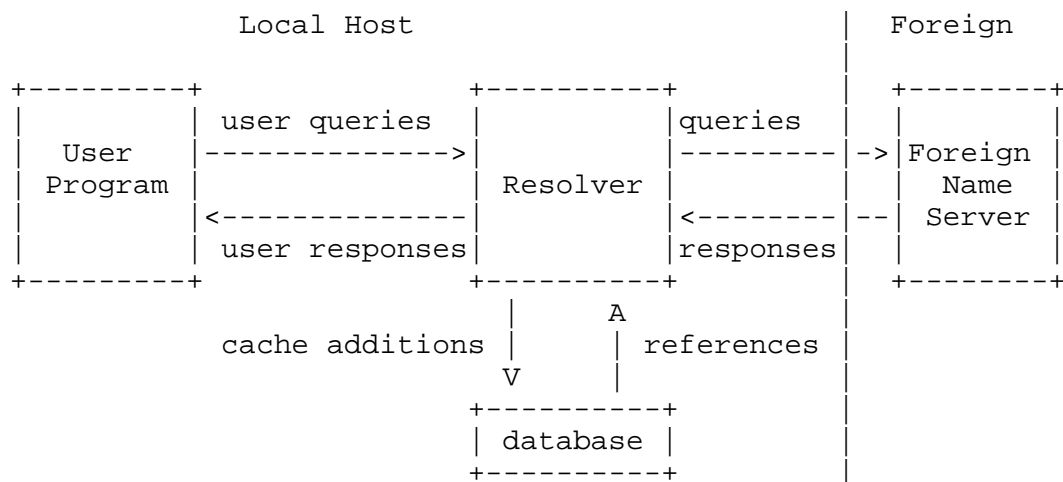 Local Host | Foreign
|
+---------+ +----------+ | +--------+
| | user queries | |queries | | |
| User |-------------->| |---------|->|Foreign |
| Program | | Resolver | | | Name |
| |<--------------| |<--------|--| Server |
| | user responses| |responses| | |
+---------+ +----------+ | +--------+
| A |
cache additions | | references |
V | |
+----------+ |
| database | |
+----------+ |